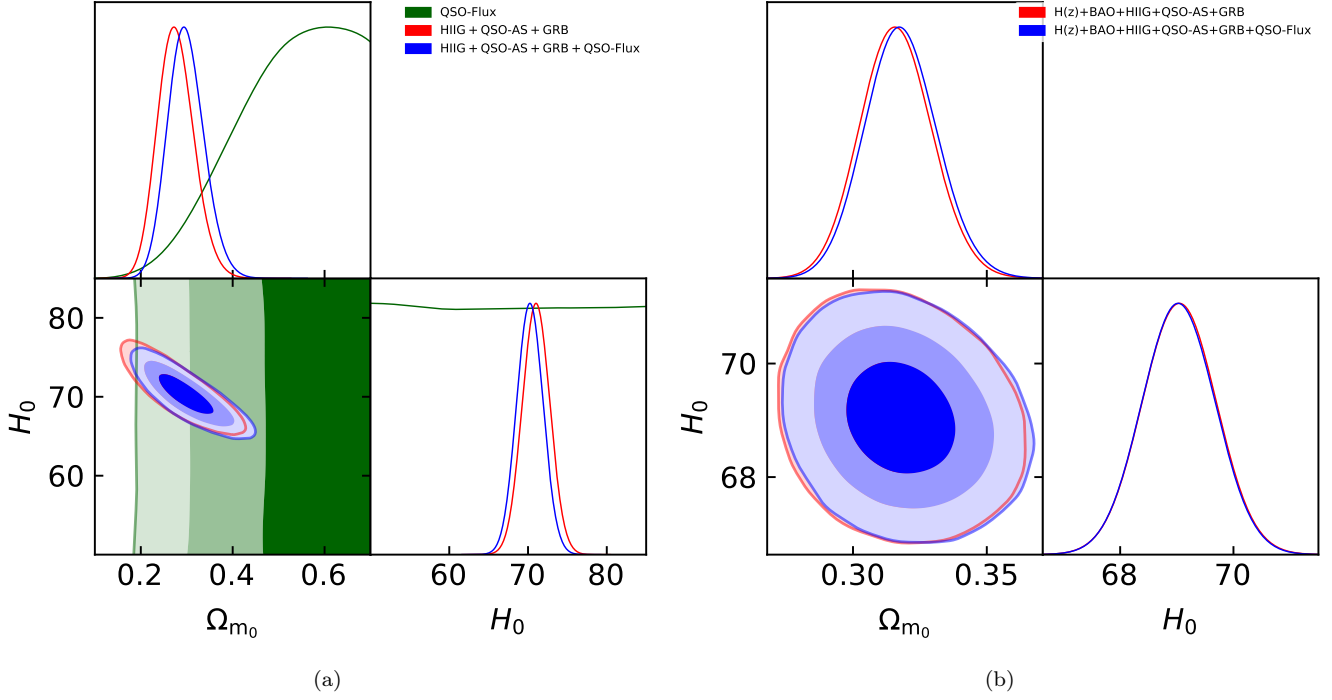 QSO-Flux
HIIG + QSO-AS + GRB
HIIG + QSO-AS + GRB + QSO-Flux
80
70
60
H₀
0.2 0.4 0.6
Ωm₀
60 70 80
H₀
(a)
H(z)+BAO+HIIG+QSO-AS+GRB
H(z)+BAO+HIIG+QSO-AS+GRB+QSO-Flux
70
68
H₀
0.30 0.35
Ωm₀
68 70
H₀
(b)